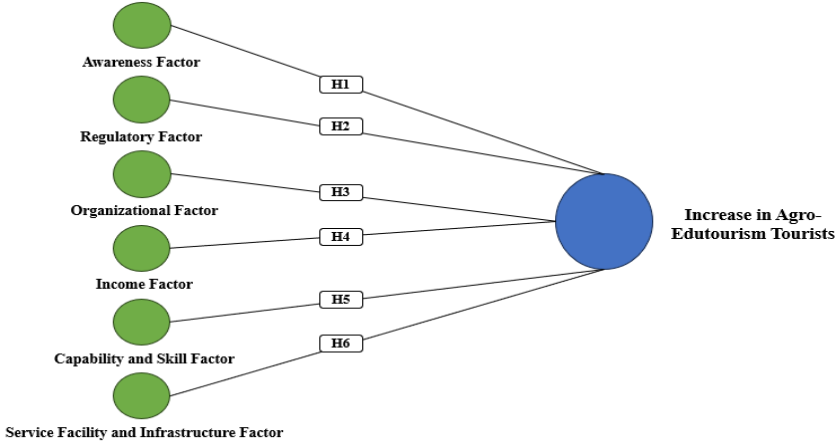 H1
Awareness Factor
H2
Regulatory Factor
H3
Organizational Factor
Increase in Agro-
Edutourism Tourists
H4
Income Factor
H5
Capability and Skill Factor
H6
Service Facility and Infrastructure Factor